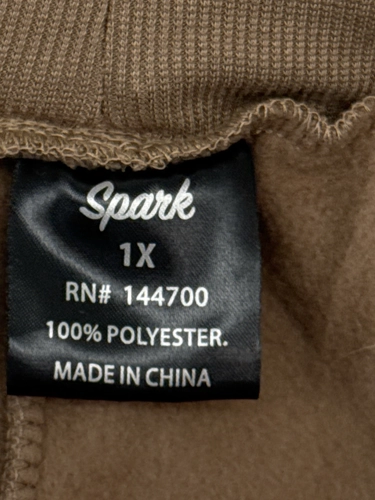 Spark
1X
RN# 144700
100% POLYESTER.
MADE IN CHINA